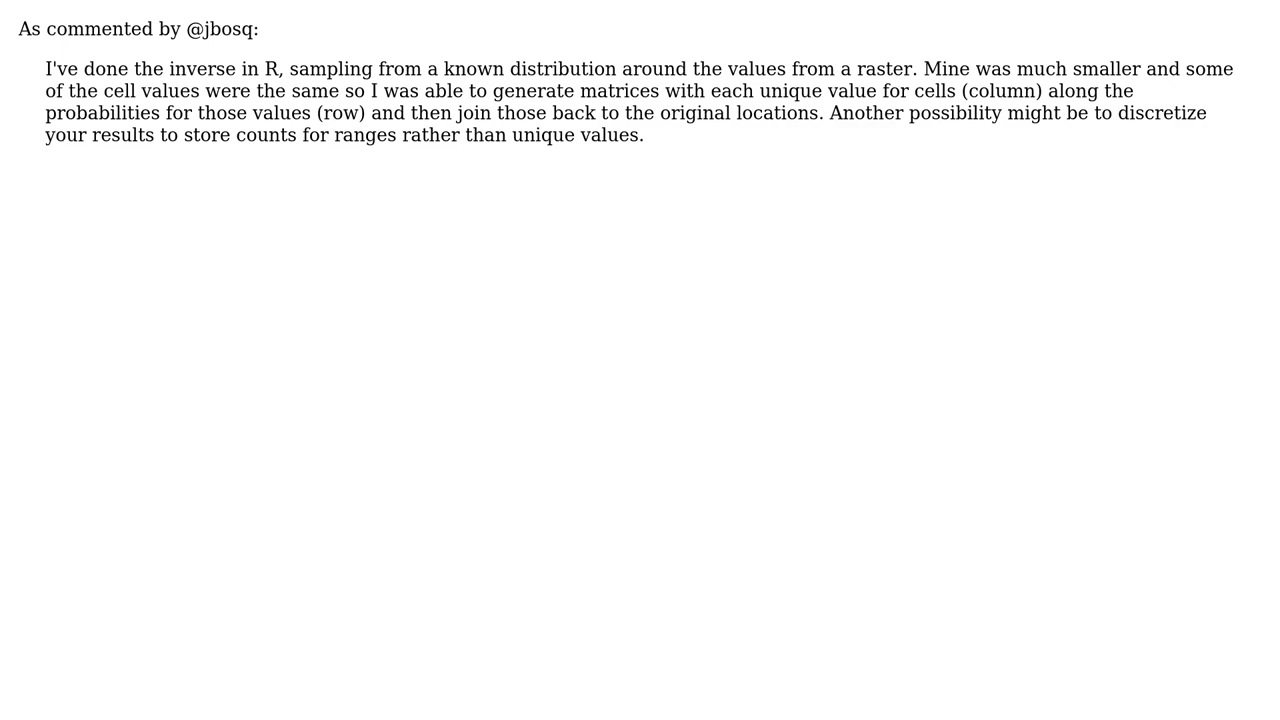 As commented by @jbosq:
I've done the inverse in R, sampling from a known distribution around the values from a raster. Mine was much smaller and some
of the cell values were the same so I was able to generate matrices with each unique value for cells (column) along the
probabilities for those values (row) and then join those back to the original locations. Another possibility might be to discretize
your results to store counts for ranges rather than unique values.